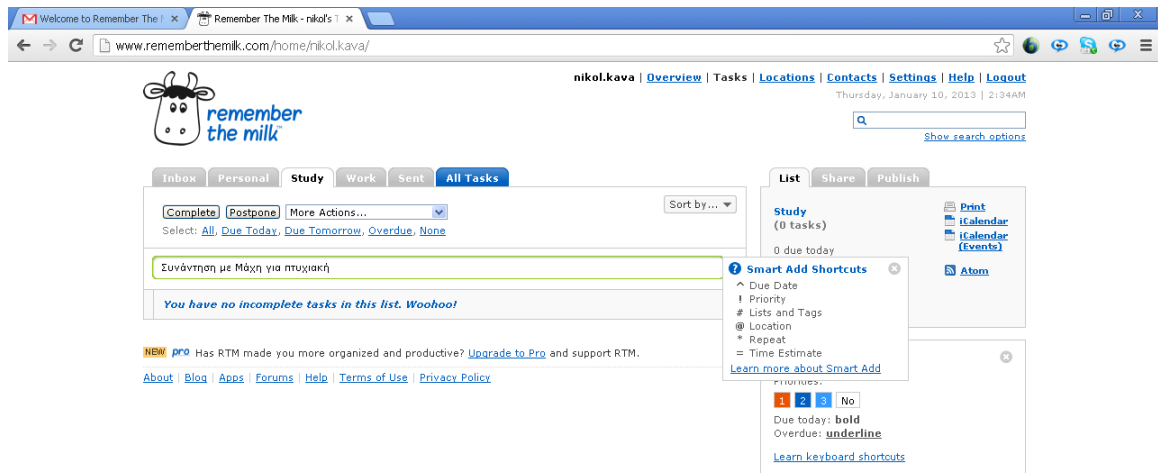 Welcome to Remember The
Remember The Milk - nikol's T
www.rememberthemilk.com/home/nikol.kava/
nikol.kava | Overview | Tasks | Locations | Contacts | Settings | Help | Logout
Thursday, January 10, 2013 | 2:34AM
remember
the milk™
Show search options
Inbox Personal Study Work Sent All Tasks
List Share Publish
Complete Postpone More Actions...
Sort by...
Select: All, Due Today, Due Tomorrow, Overdue, None
Study
(0 tasks)
0 due today
Print
iCalendar
iCalendar
(Events)
Atom
Συνάντηση με Μάχη για πτυχιακή
You have no incomplete tasks in this list. Woohoo!
? Smart Add Shortcuts
^ Due Date
! Priority
# Lists and Tags
@ Location
* Repeat
= Time Estimate
Learn more about Smart Add
NEW pro Has RTM made you more organized and productive? Upgrade to Pro and support RTM.
About | Blog | Apps | Forums | Help | Terms of Use | Privacy Policy
Priorities:
1 2 3 No
Due today: bold
Overdue: underline
Learn keyboard shortcuts